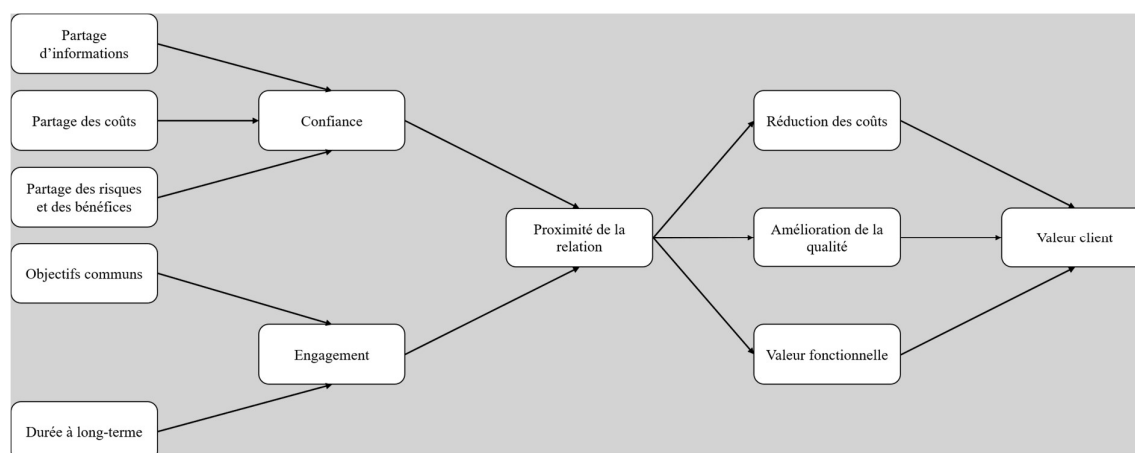 Partage
d'informations
Partage des coûts
Partage des risques
et des bénéfices
Objectifs communs
Durée à long-terme
Confiance
Engagement
Proximité de la
relation
Réduction des coûts
Amélioration de la
qualité
Valeur fonctionnelle
Valeur client